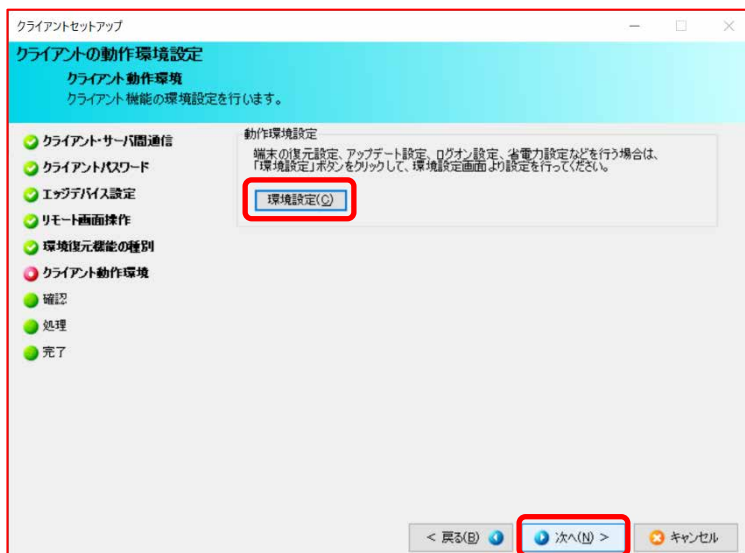 クライアントセットアップ
クライアントの動作環境設定
クライアント動作環境
クライアント機能の環境設定を行います。
クライアント・サーバ間通信
クライアントパスワード
エッジデバイス設定
リモート画面操作
環境復元機能の種別
クライアント動作環境
確認
処理
完了
動作環境設定
端末の復元設定、アップデート設定、ログオン設定、省電力設定などを行う場合は、
「環境設定」ボタンをクリックして、環境設定画面より設定を行ってください。
環境設定(C)
< 戻る(B)
次へ(N) >
キャンセル